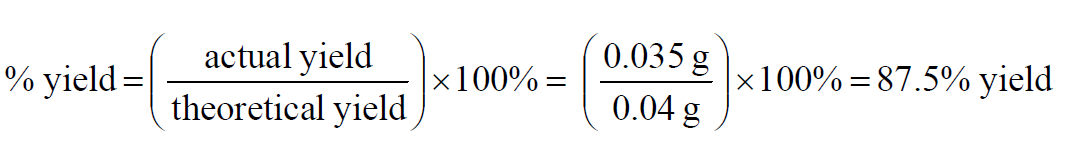 % yield = (actual yield / theoretical yield) × 100% = (0.035 g / 0.04 g) × 100% = 87.5% yield